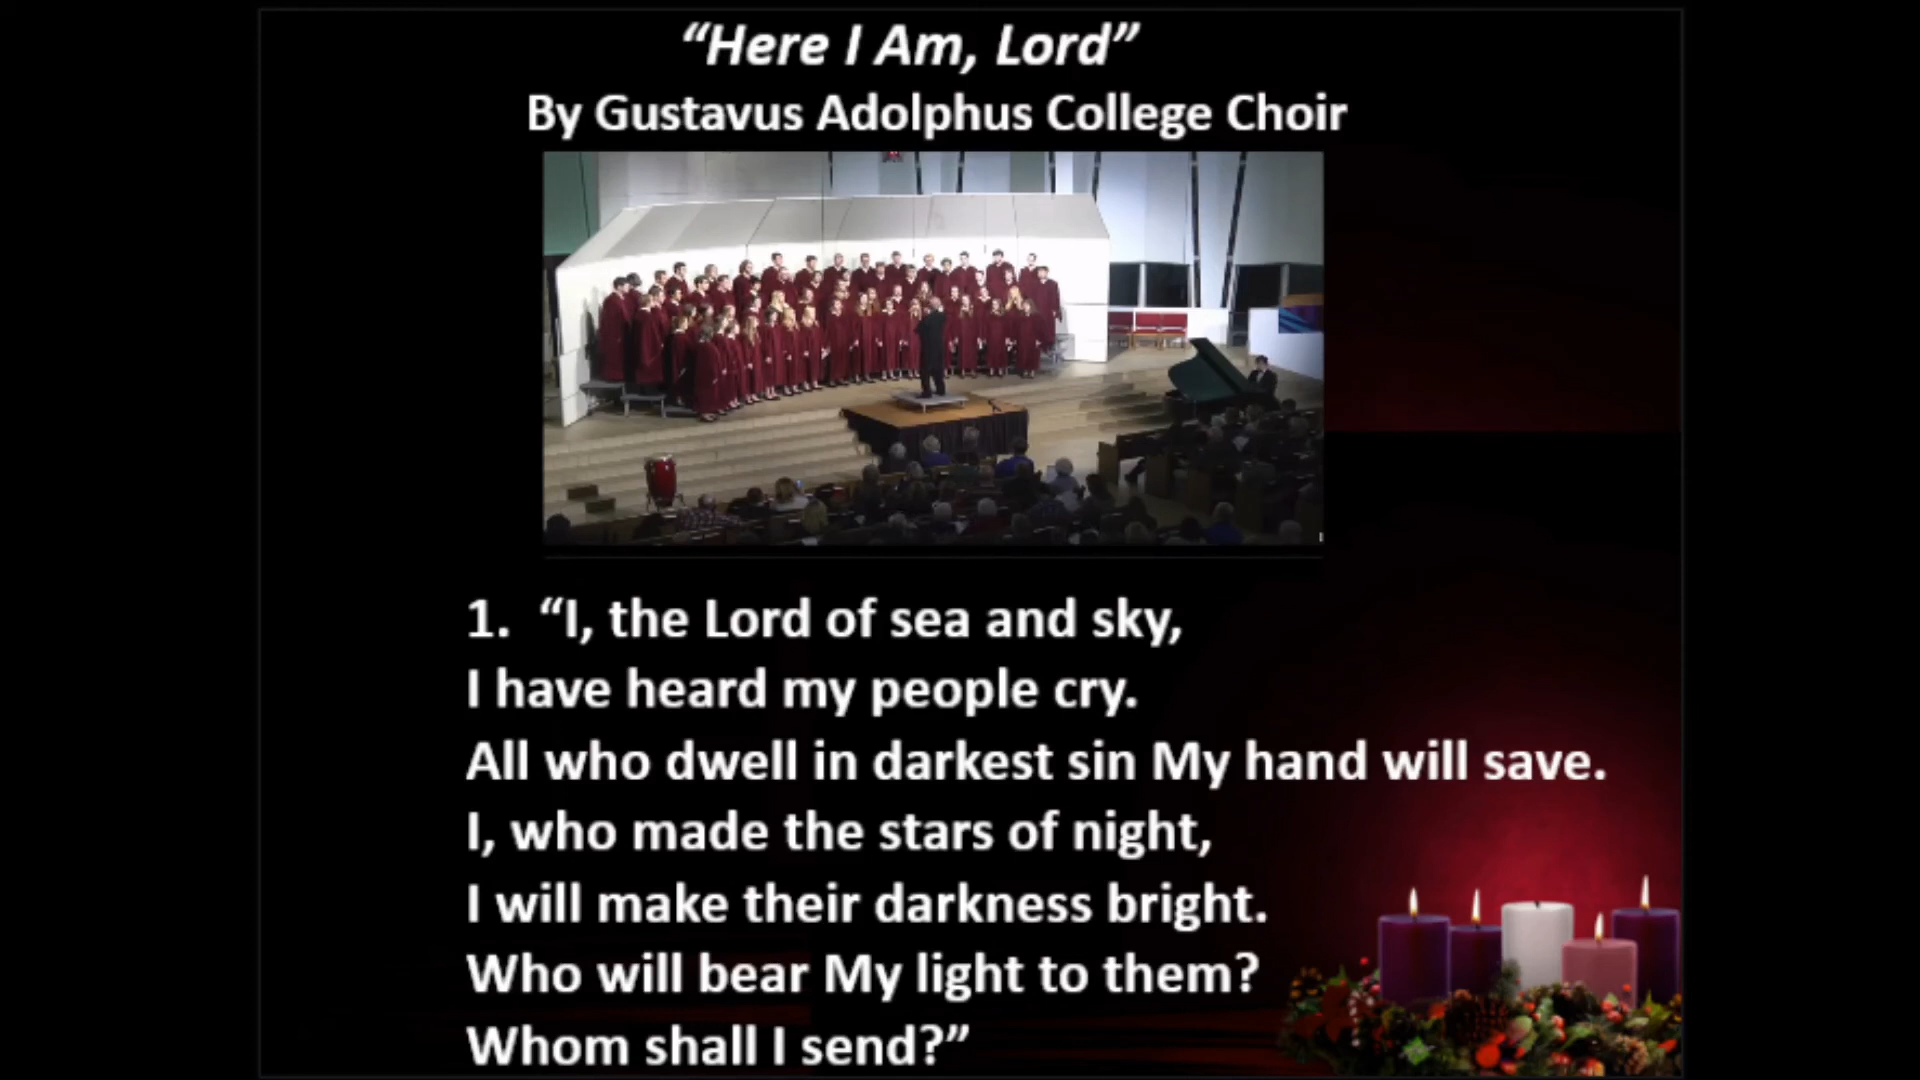 “Here I Am, Lord”
By Gustavus Adolphus College Choir
1. “I, the Lord of sea and sky,
I have heard my people cry.
All who dwell in darkest sin My hand will save.
I, who made the stars of night,
I will make their darkness bright.
Who will bear My light to them?
Whom shall I send?”